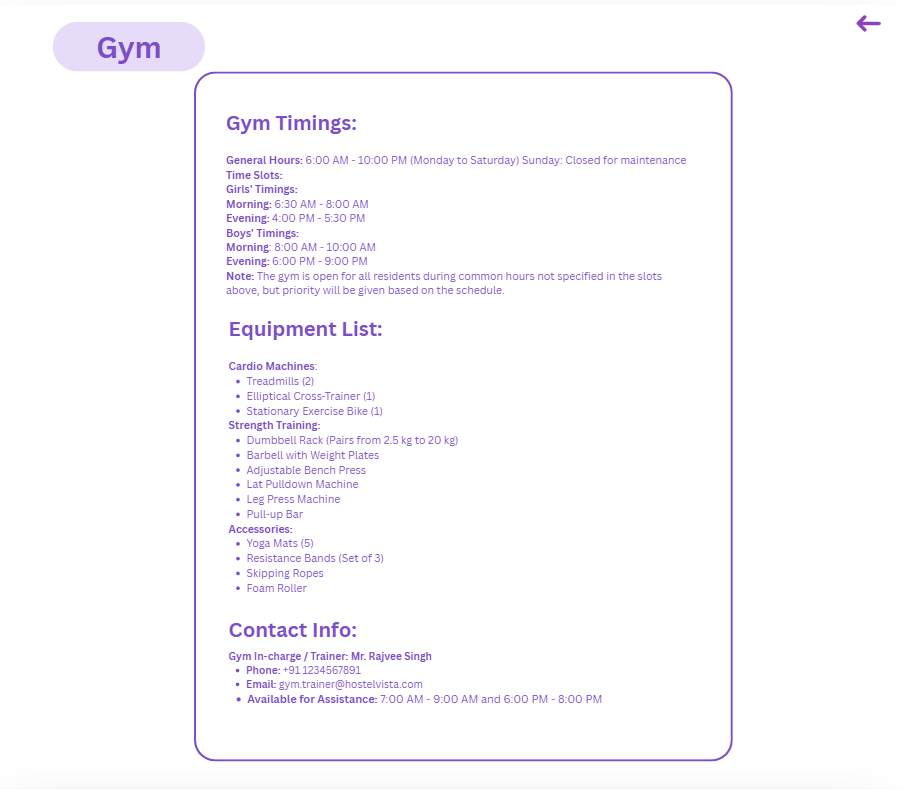 Gym
Gym Timings:
General Hours: 6:00 AM - 10:00 PM (Monday to Saturday) Sunday: Closed for maintenance
Time Slots:
Girls' Timings:
Morning: 6:30 AM - 8:00 AM
Evening: 4:00 PM - 5:30 PM
Boys' Timings:
Morning: 8:00 AM - 10:00 AM
Evening: 6:00 PM - 9:00 PM
Note: The gym is open for all residents during common hours not specified in the slots
above, but priority will be given based on the schedule.
Equipment List:
Cardio Machines:
• Treadmills (2)
• Elliptical Cross-Trainer (1)
• Stationary Exercise Bike (1)
Strength Training:
• Dumbbell Rack (Pairs from 2.5 kg to 20 kg)
• Barbell with Weight Plates
• Adjustable Bench Press
• Lat Pulldown Machine
• Leg Press Machine
• Pull-up Bar
Accessories:
• Yoga Mats (5)
• Resistance Bands (Set of 3)
• Skipping Ropes
• Foam Roller
Contact Info:
Gym In-charge / Trainer: Mr. Rajvee Singh
• Phone: +91 1234567891
• Email: gym.trainer@hostelvista.com
• Available for Assistance: 7:00 AM - 9:00 AM and 6:00 PM - 8:00 PM